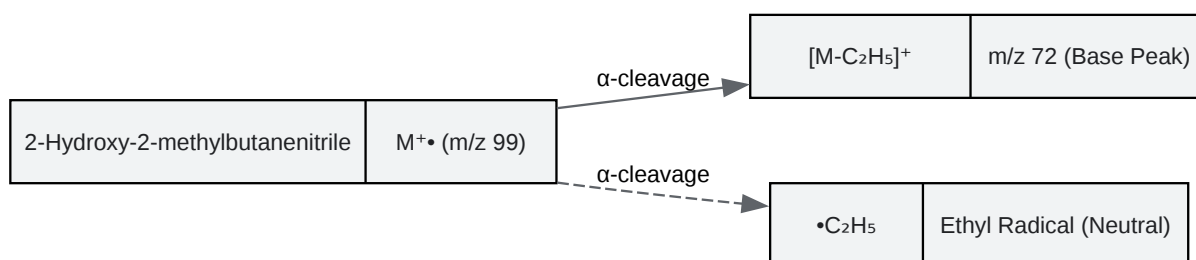 [M-C₂H₅]⁺ m/z 72 (Base Peak)
α-cleavage
2-Hydroxy-2-methylbutanenitrile M⁺• (m/z 99)
α-cleavage
•C₂H₅ Ethyl Radical (Neutral)